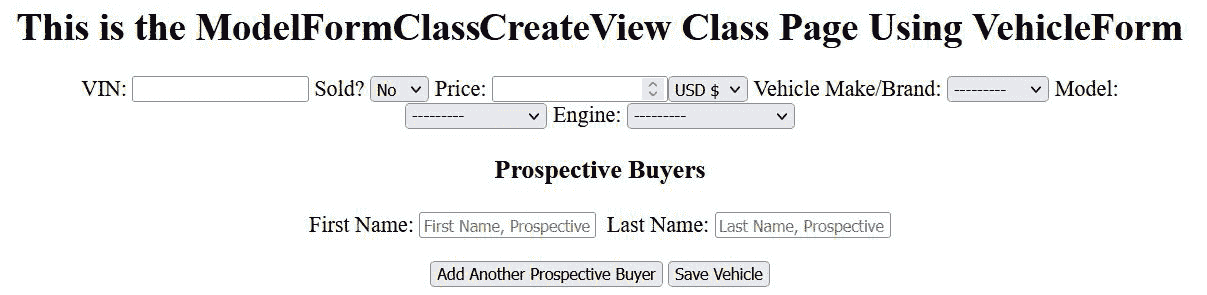 This is the ModelFormClassCreateView Class Page Using VehicleForm
VIN: Sold? No Price: USD $ Vehicle Make/Brand: --------- Model:
--------- Engine: ---------
Prospective Buyers
First Name: First Name, Prospective Last Name: Last Name, Prospective
Add Another Prospective Buyer Save Vehicle